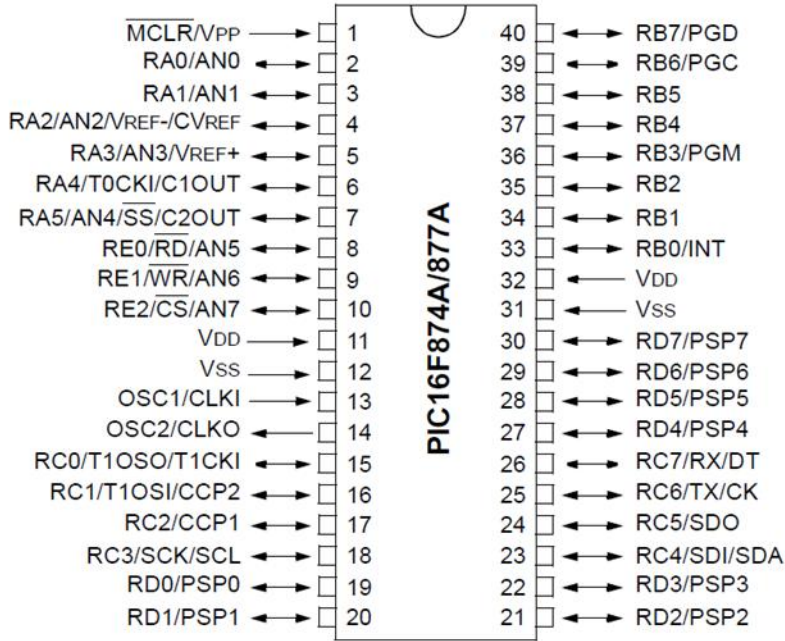 MCLR/VPP 1 40 RB7/PGD
RA0/AN0 2 39 RB6/PGC
RA1/AN1 3 38 RB5
RA2/AN2/VREF-/CVREF 4 37 RB4
RA3/AN3/VREF+ 5 36 RB3/PGM
RA4/T0CKI/C1OUT 6 35 RB2
RA5/AN4/SS/C2OUT 7 34 RB1
RE0/RD/AN5 8 33 RB0/INT
RE1/WR/AN6 9 32 VDD
RE2/CS/AN7 10 31 VSS
VDD 11 30 RD7/PSP7
VSS 12 29 RD6/PSP6
OSC1/CLKI 13 28 RD5/PSP5
OSC2/CLKO 14 27 RD4/PSP4
RC0/T1OSO/T1CKI 15 26 RC7/RX/DT
RC1/T1OSI/CCP2 16 25 RC6/TX/CK
RC2/CCP1 17 24 RC5/SDO
RC3/SCK/SCL 18 23 RC4/SDI/SDA
RD0/PSP0 19 22 RD3/PSP3
RD1/PSP1 20 21 RD2/PSP2
PIC16F874A/877A